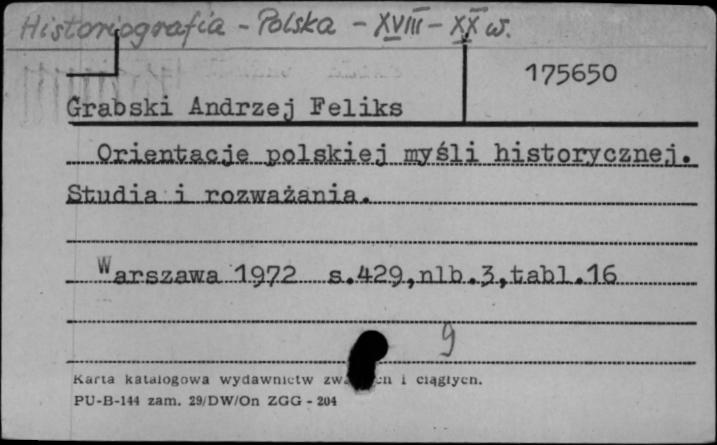 Historiografia - Polska - XVIII - XX w.
175650
Grabski Andrzej Feliks
Orientacje polskiej myśli historycznej.
Studia i rozważania.
Warszawa 1972 s.429,nlb.3,tabl.16
9
Karta katalogowa wydawnictw i ciągłych.
PU-B-144 zam. 29/DW/On ZGG - 204